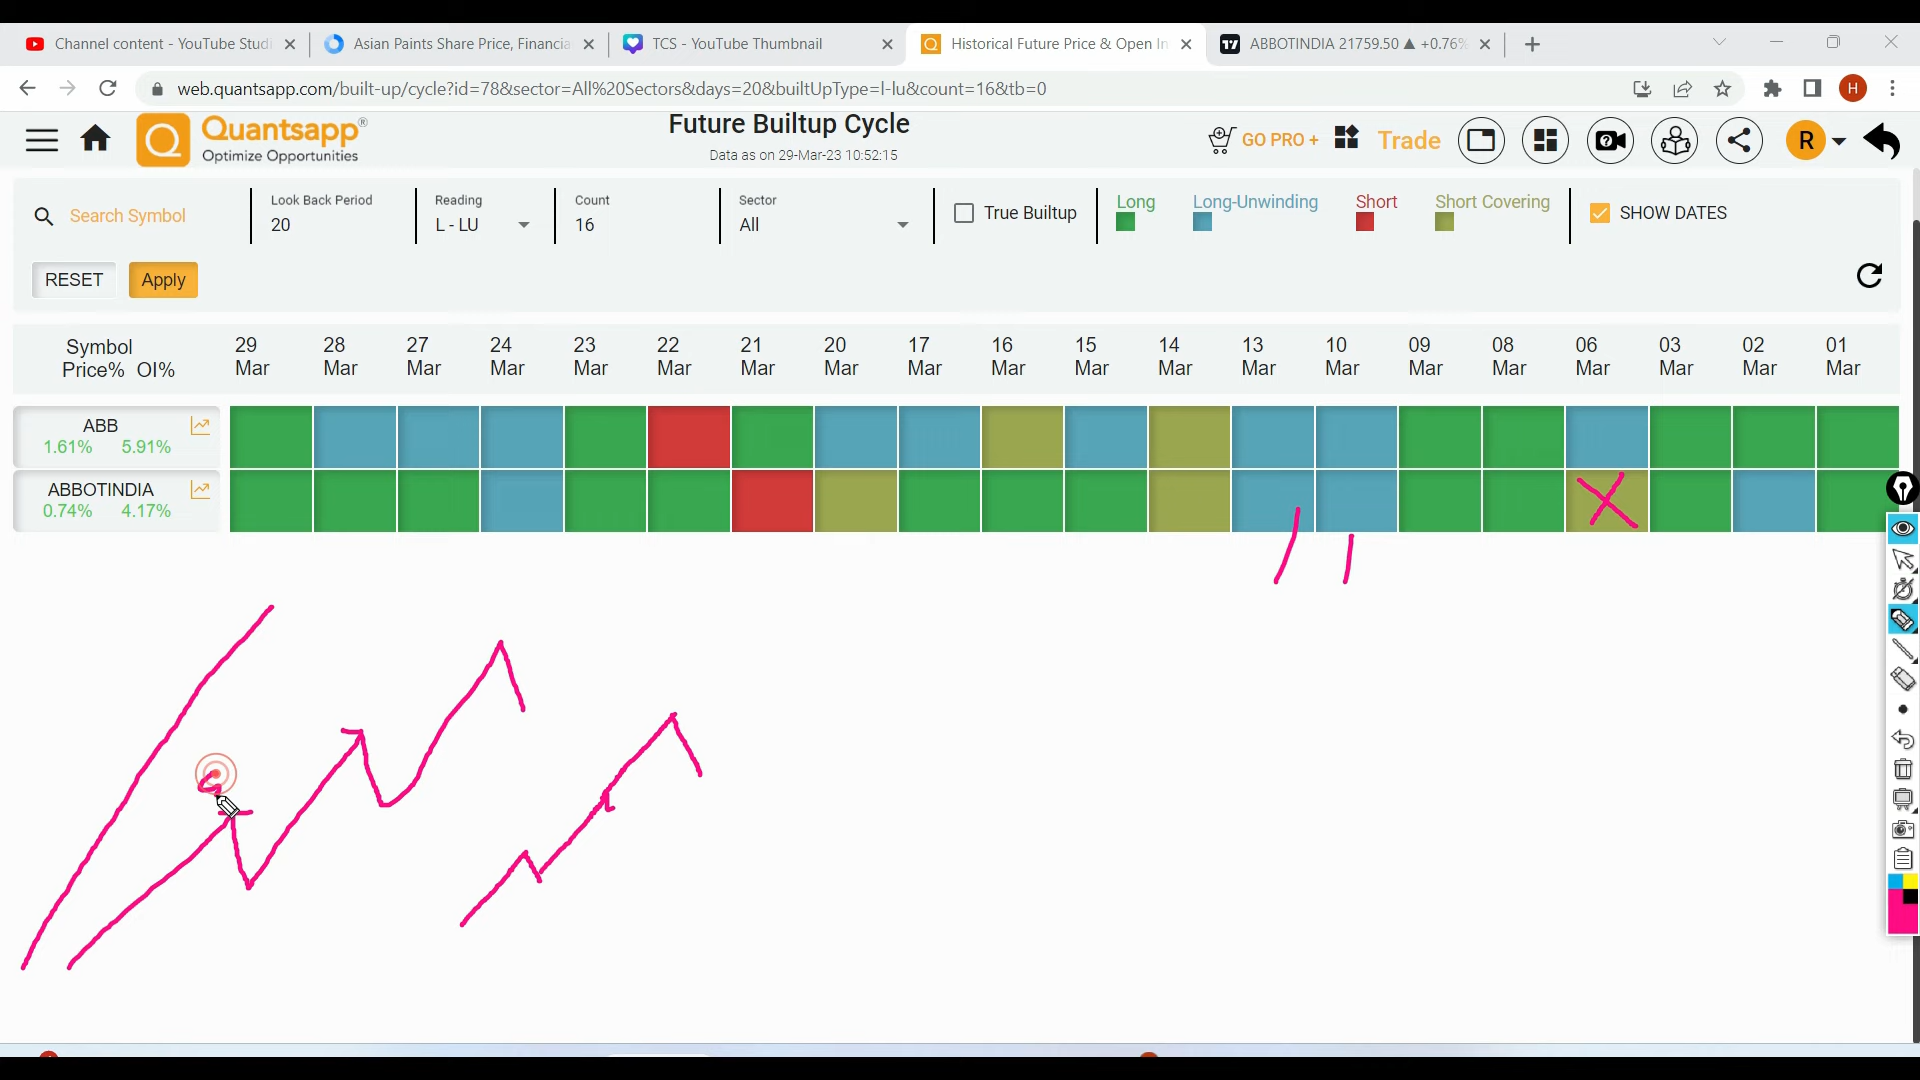 Channel content - YouTube Studi
Asian Paints Share Price, Financia
TCS - YouTube Thumbnail
Historical Future Price & Open In
ABBOTINDIA 21759.50 ▲ +0.76%
web.quantsapp.com/built-up/cycle?id=78&sector=All%20Sectors&days=20&builtUpType=l-lu&count=16&tb=0
H
Quantsapp®
Optimize Opportunities
Future Builtup Cycle
Data as on 29-Mar-23 10:52:15
GO PRO +
Trade
R
Search Symbol
Look Back Period
20
Reading
L - LU
Count
16
Sector
All
True Builtup
Long
Long-Unwinding
Short
Short Covering
SHOW DATES
RESET
Apply
Symbol
Price% OI%
29 Mar
28 Mar
27 Mar
24 Mar
23 Mar
22 Mar
21 Mar
20 Mar
17 Mar
16 Mar
15 Mar
14 Mar
13 Mar
10 Mar
09 Mar
08 Mar
06 Mar
03 Mar
02 Mar
01 Mar
ABB
1.61% 5.91%
ABBOTINDIA
0.74% 4.17%